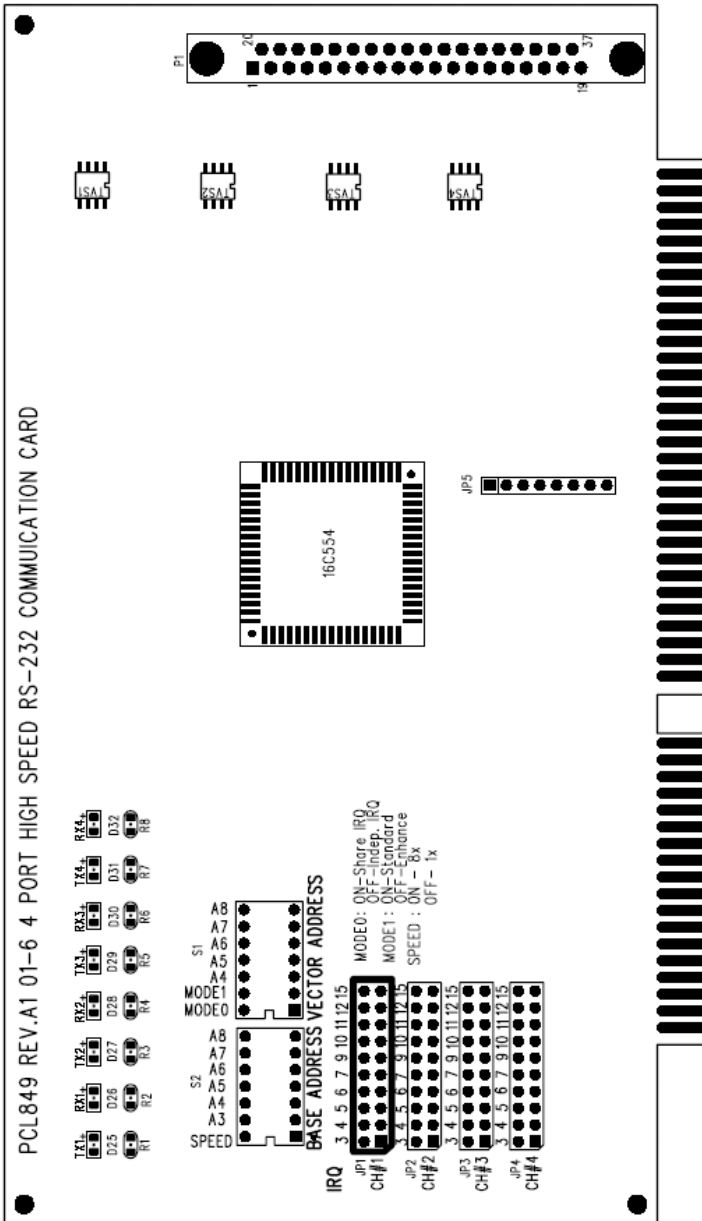 PCL849 REV.A1 01-6 4 PORT HIGH SPEED RS-232 COMMUICATION CARD
TX1+ RX1+ TX2+ RX2+ TX3+ RX3+ TX4+ RX4+
D25 D26 D27 D28 D29 D30 D31 D32
R1 R2 R3 R4 R5 R6 R7 R8
TVS1 TVS2 TVS3 TVS4
P1
20 37
1 19
16C554
JP5
S2
SPEED A3 A4 A5 A6 A7 A8
BASE ADDRESS
S1
MODE0 MODE1 A4 A5 A6 A7 A8
VECTOR ADDRESS
IRQ
3 4 5 6 7 9 10 11 12 15
JP1
CH#1
3 4 5 6 7 9 10 11 12 15
JP2
CH#2
3 4 5 6 7 9 10 11 12 15
JP3
CH#3
3 4 5 6 7 9 10 11 12 15
JP4
CH#4
MODE0: ON-Share IRQ
OFF-Indep. IRQ
MODE1: ON-Standard
OFF-Enhance
SPEED : ON - 8x
OFF- 1x